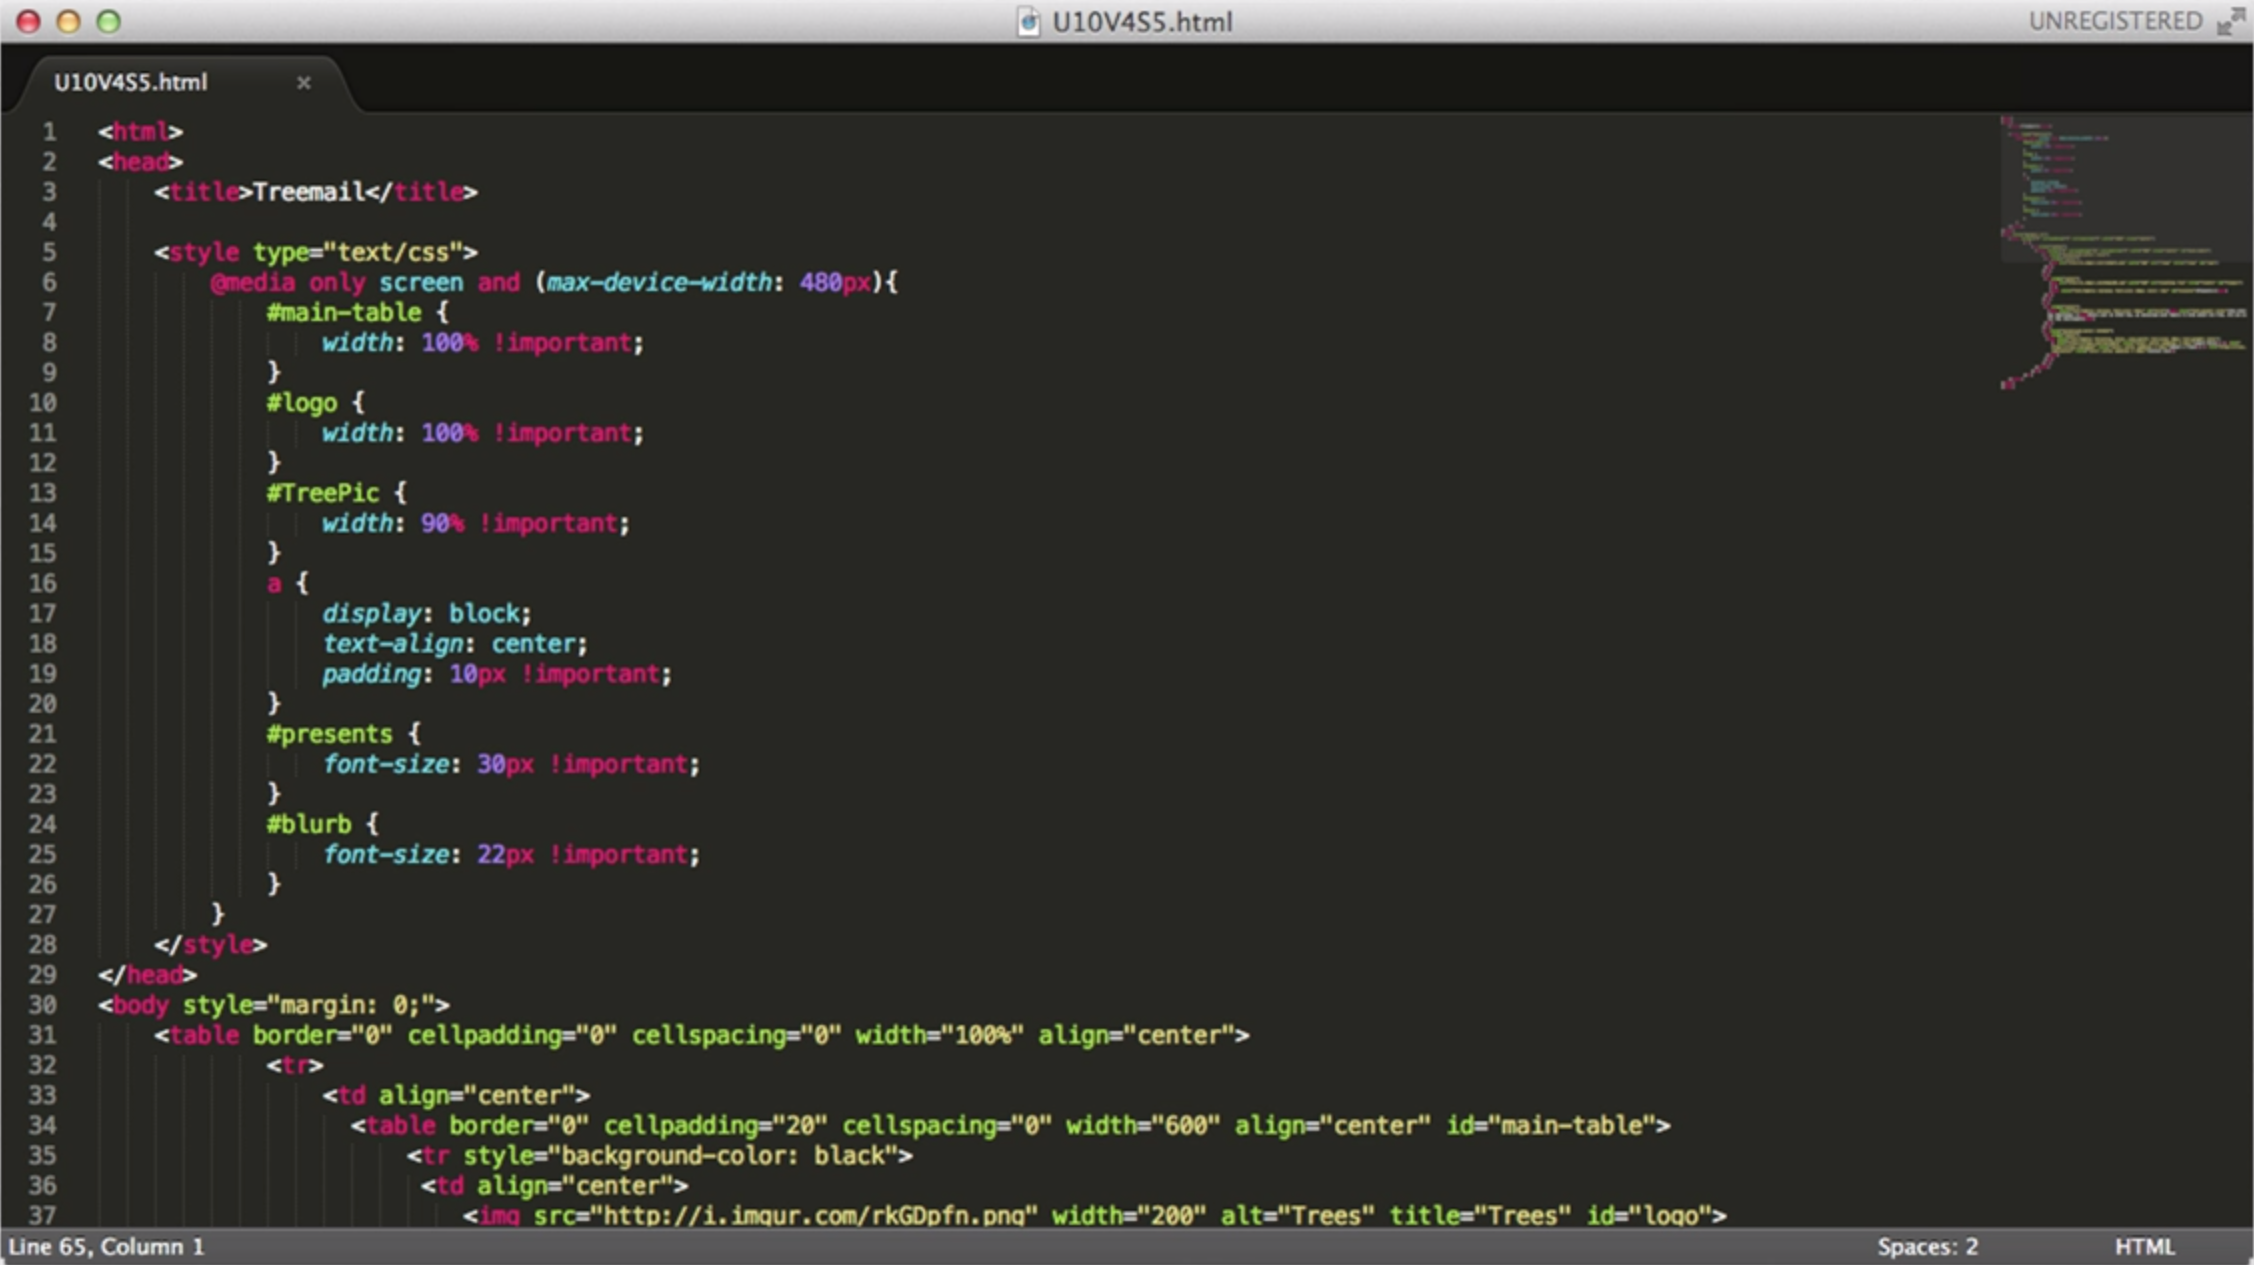 U10V4S5.html
UNREGISTERED
U10V4S5.html ×
1 <html>
2 <head>
3 <title>Treemail</title>
4
5 <style type="text/css">
6 @media only screen and (max-device-width: 480px){
7 #main-table {
8 width: 100% !important;
9 }
10 #logo {
11 width: 100% !important;
12 }
13 #TreePic {
14 width: 90% !important;
15 }
16 a {
17 display: block;
18 text-align: center;
19 padding: 10px !important;
20 }
21 #presents {
22 font-size: 30px !important;
23 }
24 #blurb {
25 font-size: 22px !important;
26 }
27 }
28 </style>
29 </head>
30 <body style="margin: 0;">
31 <table border="0" cellpadding="0" cellspacing="0" width="100%" align="center">
32 <tr>
33 <td align="center">
34 <table border="0" cellpadding="20" cellspacing="0" width="600" align="center" id="main-table">
35 <tr style="background-color: black">
36 <td align="center">
37 <img src="http://i.imgur.com/rkGDpfn.png" width="200" alt="Trees" title="Trees" id="logo">
Line 65, Column 1
Spaces: 2
HTML